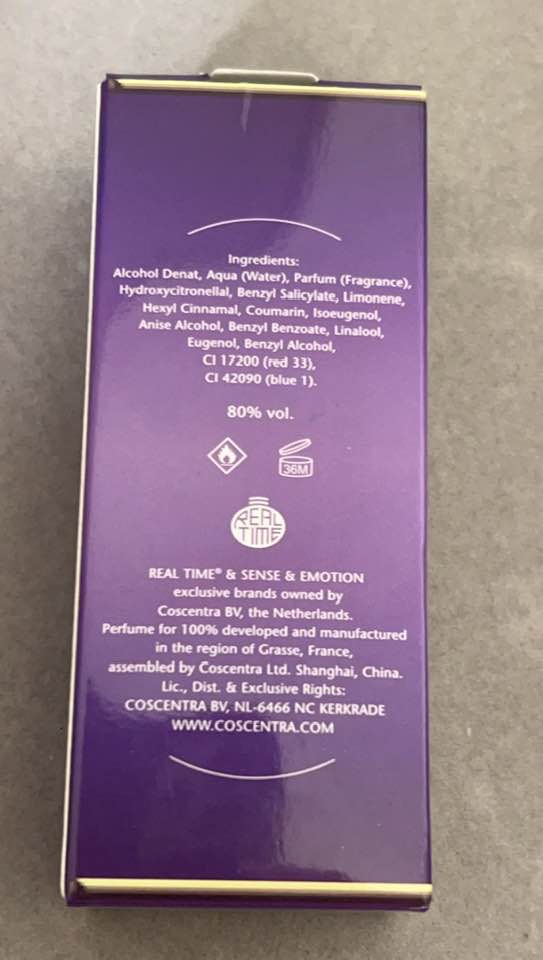 Ingredients:
Alcohol Denat, Aqua (Water), Parfum (Fragrance),
Hydroxycitronellal, Benzyl Salicylate, Limonene,
Hexyl Cinnamal, Coumarin, Isoeugenol,
Anise Alcohol, Benzyl Benzoate, Linalool,
Eugenol, Benzyl Alcohol,
CI 17200 (red 33),
CI 42090 (blue 1).
80% vol.
36M
REAL
TIME
REAL TIME® & SENSE & EMOTION
exclusive brands owned by
Coscentra BV, the Netherlands.
Perfume for 100% developed and manufactured
in the region of Grasse, France,
assembled by Coscentra Ltd. Shanghai, China.
Lic., Dist. & Exclusive Rights:
COSCENTRA BV, NL-6466 NC KERKRADE
WWW.COSCENTRA.COM